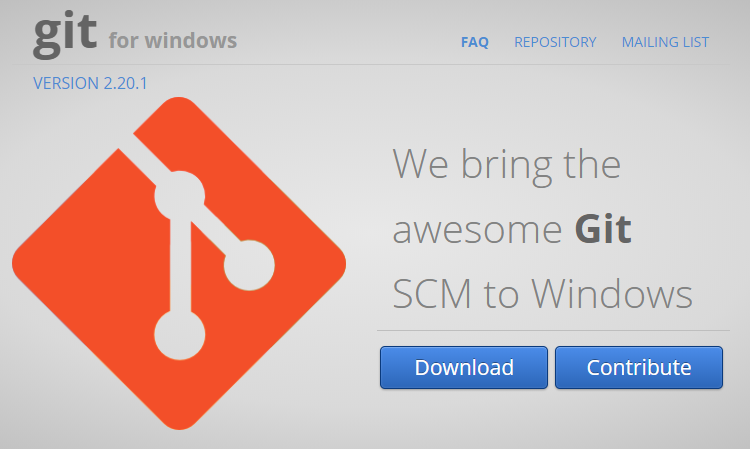 git for windows
FAQ
REPOSITORY
MAILING LIST
VERSION 2.20.1
We bring the
awesome Git
SCM to Windows
Download
Contribute